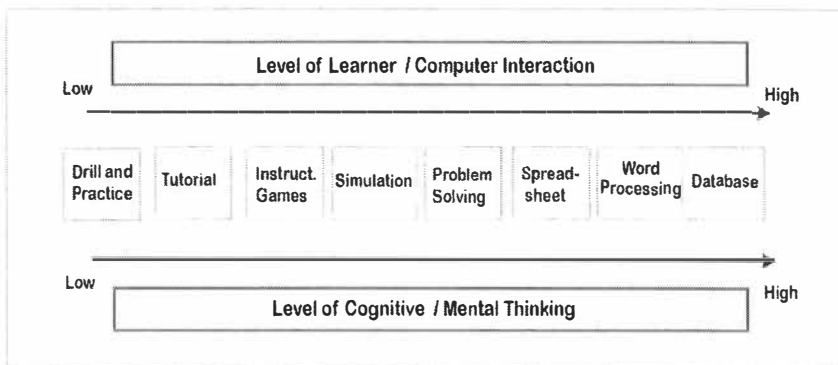 Level of Learner / Computer Interaction
Low
High
Drill and
Practice
Tutorial
Instruct.
Games
Simulation
Problem
Solving
Spread-
sheet
Word
Processing
Database
Low
High
Level of Cognitive / Mental Thinking